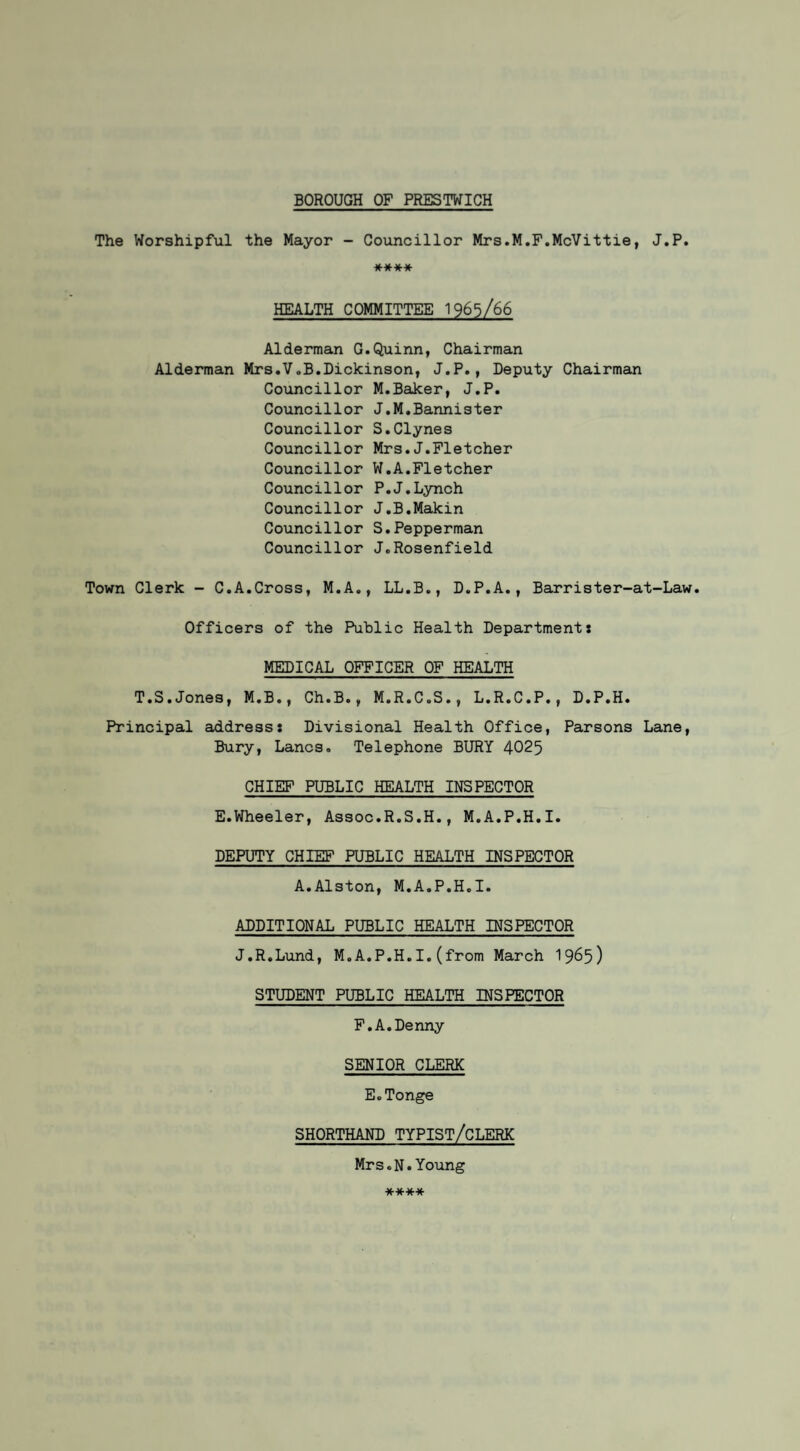 BOROUGH OF PRESTWICH
The Worshipful the Mayor - Councillor Mrs.M.F.McVittie, J.P.
****
HEALTH COMMITTEE 1965/66
Alderman G.Quinn, Chairman
Alderman Mrs.V.B.Dickinson, J.P., Deputy Chairman
Councillor M.Baker, J.P.
Councillor J.M.Bannister
Councillor S.Clynes
Councillor Mrs.J.Fletcher
Councillor W.A.Fletcher
Councillor P.J.Lynch
Councillor J.B.Makin
Councillor S.Pepperman
Councillor J.Rosenfield
Town Clerk - C.A.Cross, M.A., LL.B., D.P.A., Barrister-at-Law.
Officers of the Public Health Department:
MEDICAL OFFICER OF HEALTH
T.S.Jones, M.B., Ch.B., M.R.C.S., L.R.C.P., D.P.H.
Principal address: Divisional Health Office, Parsons Lane,
Bury, Lancs. Telephone BURY 4025
CHIEF PUBLIC HEALTH INSPECTOR
E.Wheeler, Assoc.R.S.H., M.A.P.H.I.
DEPUTY CHIEF PUBLIC HEALTH INSPECTOR
A.Alston, M.A.P.H.I.
ADDITIONAL PUBLIC HEALTH INSPECTOR
J.R.Lund, M.A.P.H.I.(from March 1965)
STUDENT PUBLIC HEALTH INSPECTOR
F.A.Denny
SENIOR CLERK
E.Tonge
SHORTHAND TYPIST/CLERK
Mrs.N.Young
****